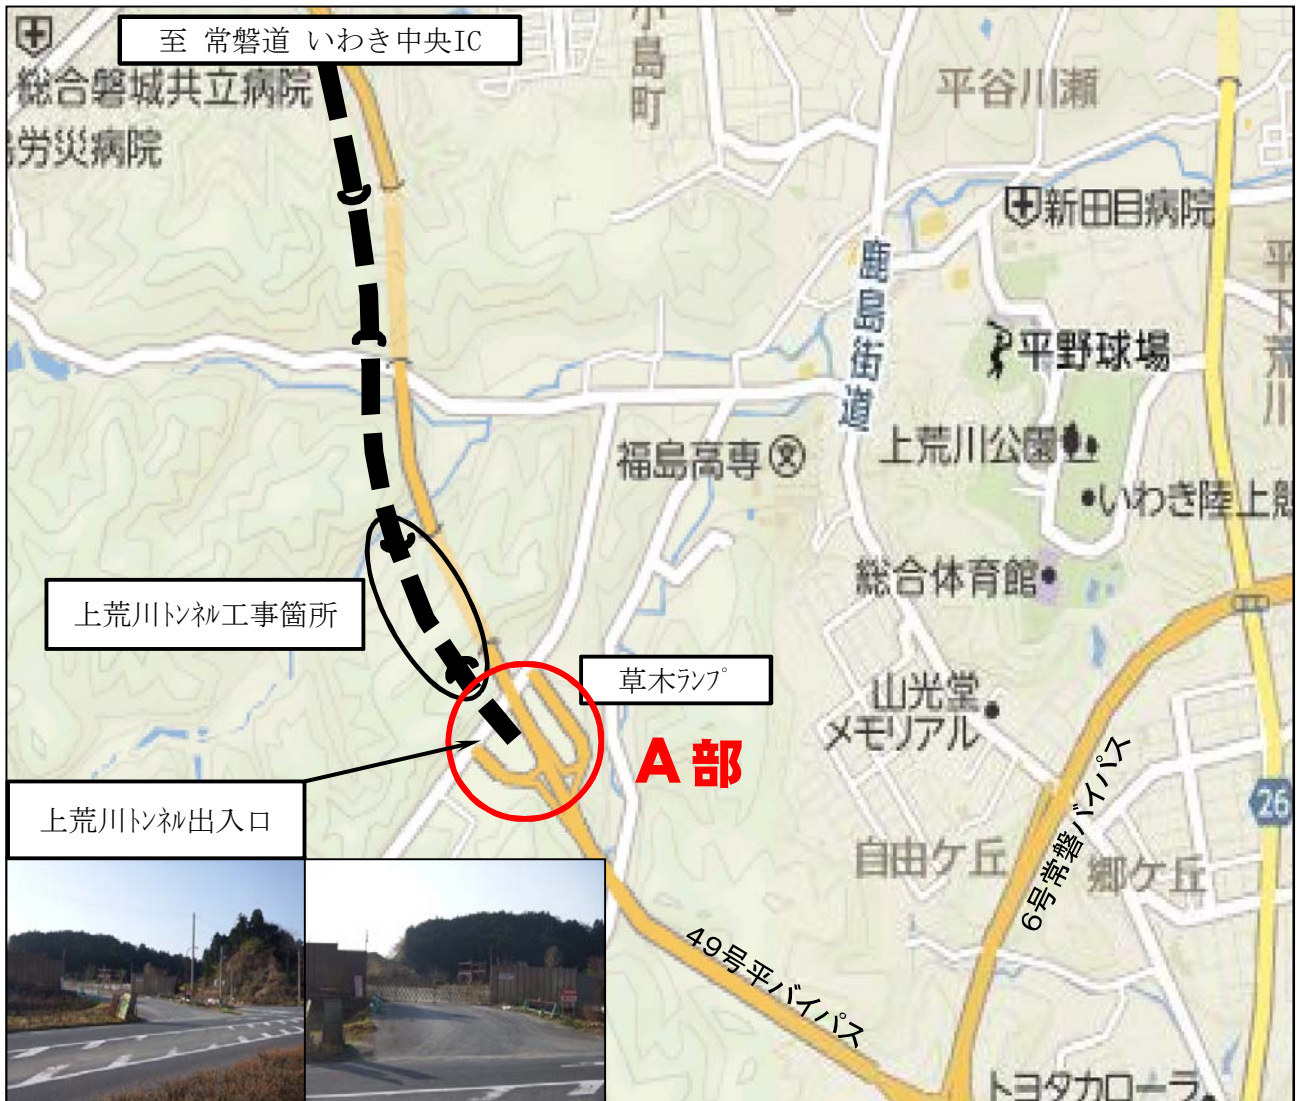 至 常磐道 いわき中央IC
総合磐城共立病院
労災病院
小島町
平谷川瀬
新田目病院
鹿島街道
平下荒川
平野球場
福島高専
上荒川公園
いわき陸上競
上荒川トンネル工事箇所
総合体育館
草木ランプ
山光堂
メモリアル
A部
上荒川トンネル出入口
6号常磐バイパス
26
自由ケ丘
郷ケ丘
49号平バイパス
トヨタカローラ